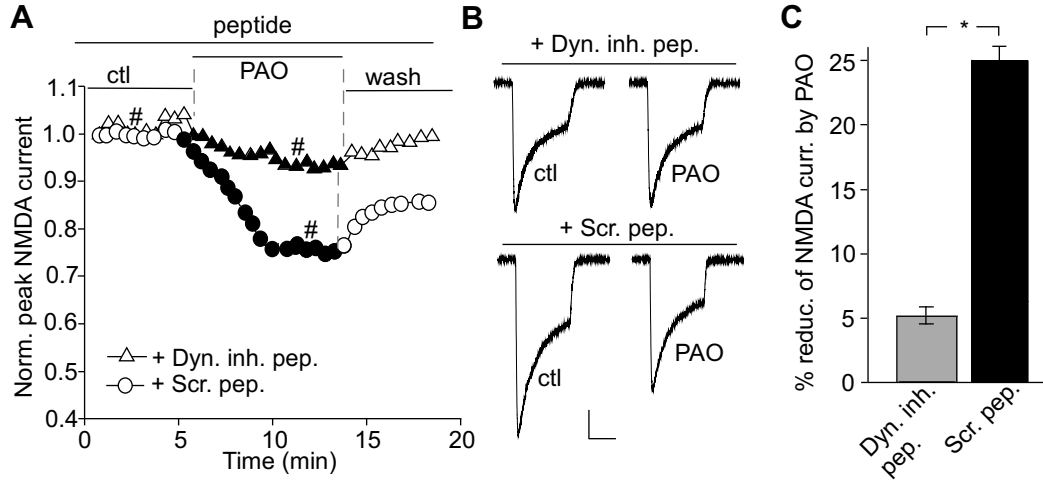 A
peptide
ctl
PAO
wash
Norm. peak NMDA current
1.1
1.0
0.9
0.8
0.7
0.6
0.5
0.4
#
#
#
+ Dyn. inh. pep.
+ Scr. pep.
0
5
10
15
20
Time (min)
B
+ Dyn. inh. pep.
ctl
PAO
+ Scr. pep.
ctl
PAO
C
*
% reduc. of NMDA curr. by PAO
25
20
15
10
5
0
Dyn. inh.
pep.
Scr. pep.